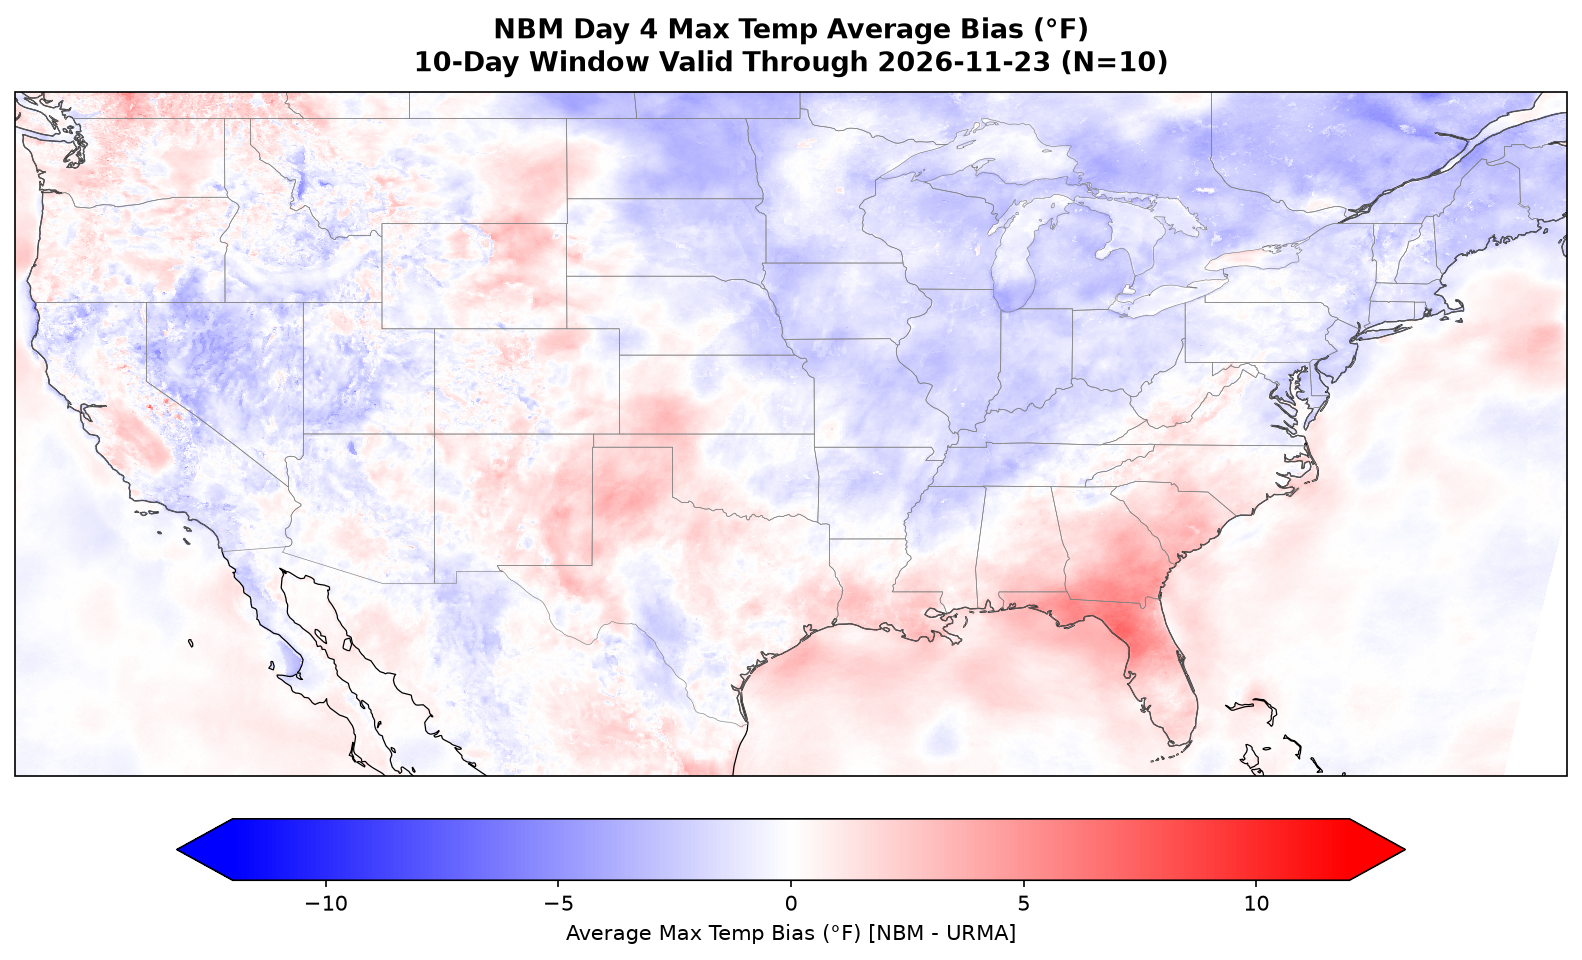 NBM Day 4 Max Temp Average Bias (°F)
10-Day Window Valid Through 2026-11-23 (N=10)
−10 −5 0 5 10
Average Max Temp Bias (°F) [NBM - URMA]